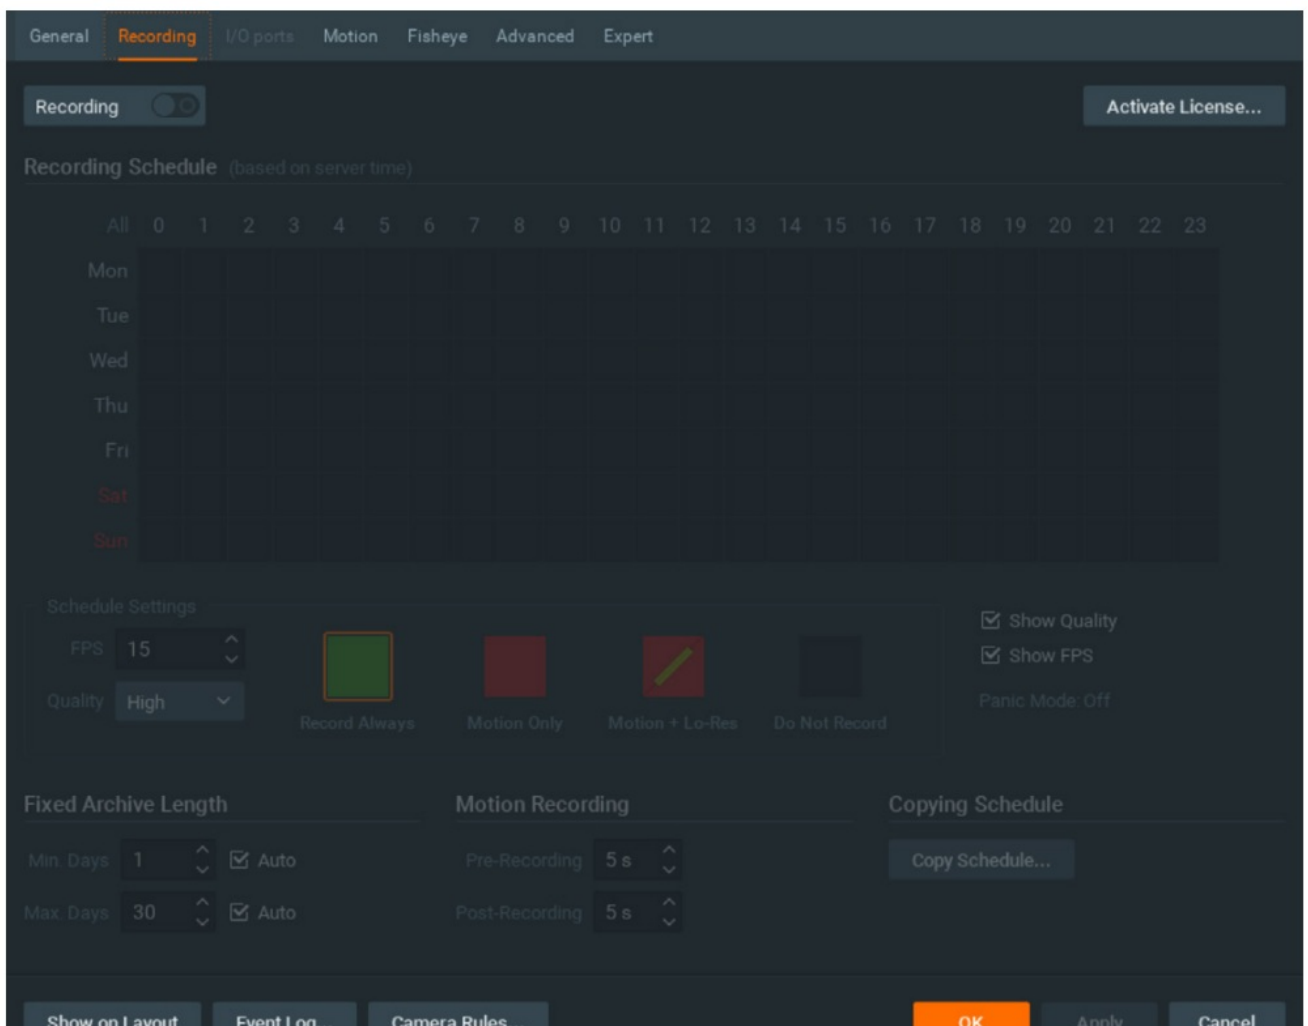 General Recording I/O ports Motion Fisheye Advanced Expert
Recording Activate License...
Recording Schedule (based on server time)
All 0 1 2 3 4 5 6 7 8 9 10 11 12 13 14 15 16 17 18 19 20 21 22 23
Mon
Tue
Wed
Thu
Fri
Sat
Sun
Schedule Settings
Show Quality
FPS 15
Show FPS
Quality High
Panic Mode: Off
Record Always Motion Only Motion + Lo-Res Do Not Record
Fixed Archive Length Motion Recording Copying Schedule
Min. Days 1 Auto Pre-Recording 5 s Copy Schedule...
Max. Days 30 Auto Post-Recording 5 s
Show on Layout Event Log... Camera Rules... OK Apply Cancel